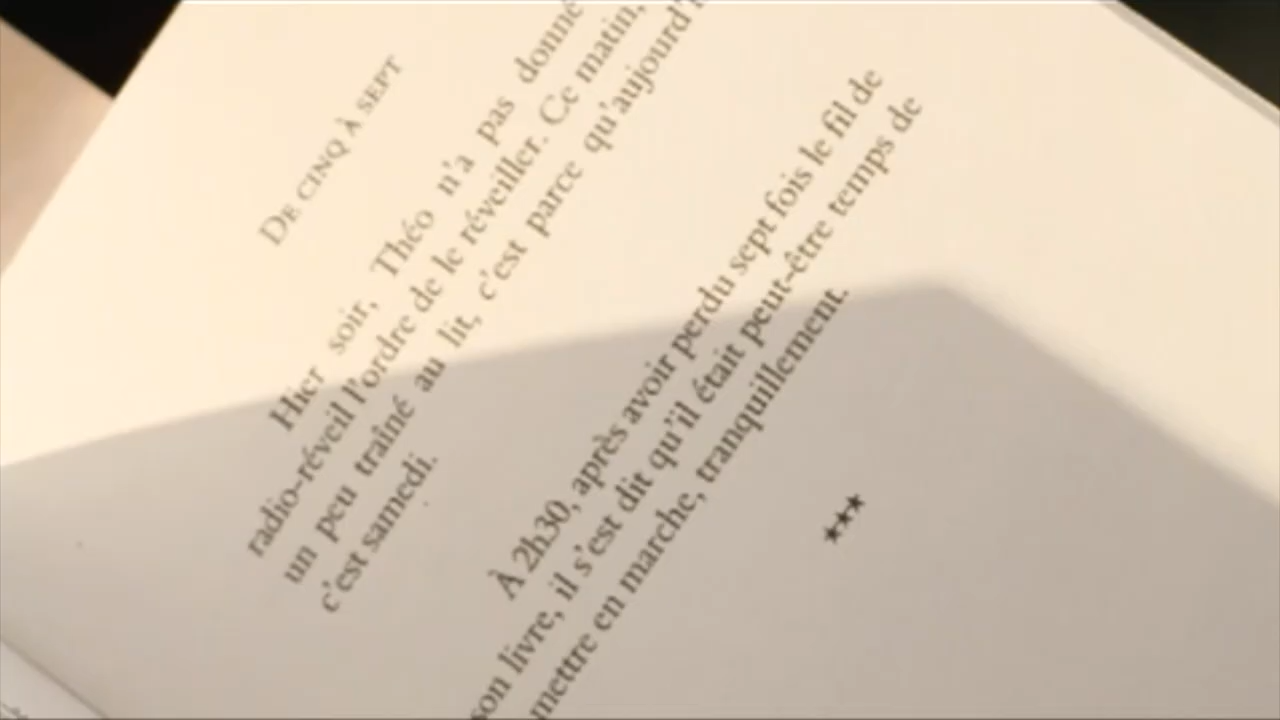 DE CINQ À SEPT
Hier soir, Théo n'a pas donné
radio-réveil l'ordre de le réveiller. Ce matin,
un peu traîné au lit, c'est parce qu'aujourd'
c'est samedi.
À 2h30, après avoir perdu sept fois le fil de
son livre, il s'est dit qu'il était peut-être temps de
mettre en marche, tranquillement.
***